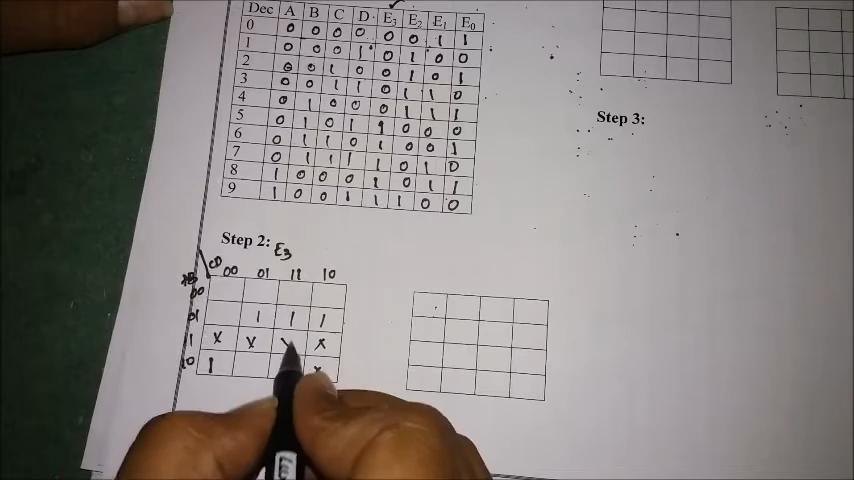 Dec A B C D E3 E2 E1 E0
0 0 0 0 0 0 0 1 1
1 0 0 0 1 0 1 0 0
2 0 0 1 0 0 1 0 1
3 0 0 1 1 0 1 1 0
4 0 1 0 0 0 1 1 1
5 0 1 0 1 1 0 0 0
6 0 1 1 0 1 0 0 1
7 0 1 1 1 1 0 1 0
8 1 0 0 0 1 0 1 1
9 1 0 0 1 1 1 0 0
Step 3:
Step 2: E3
CD 00 01 11 10
AB
00
01 1 1 1
1 x x x x
10 1 x